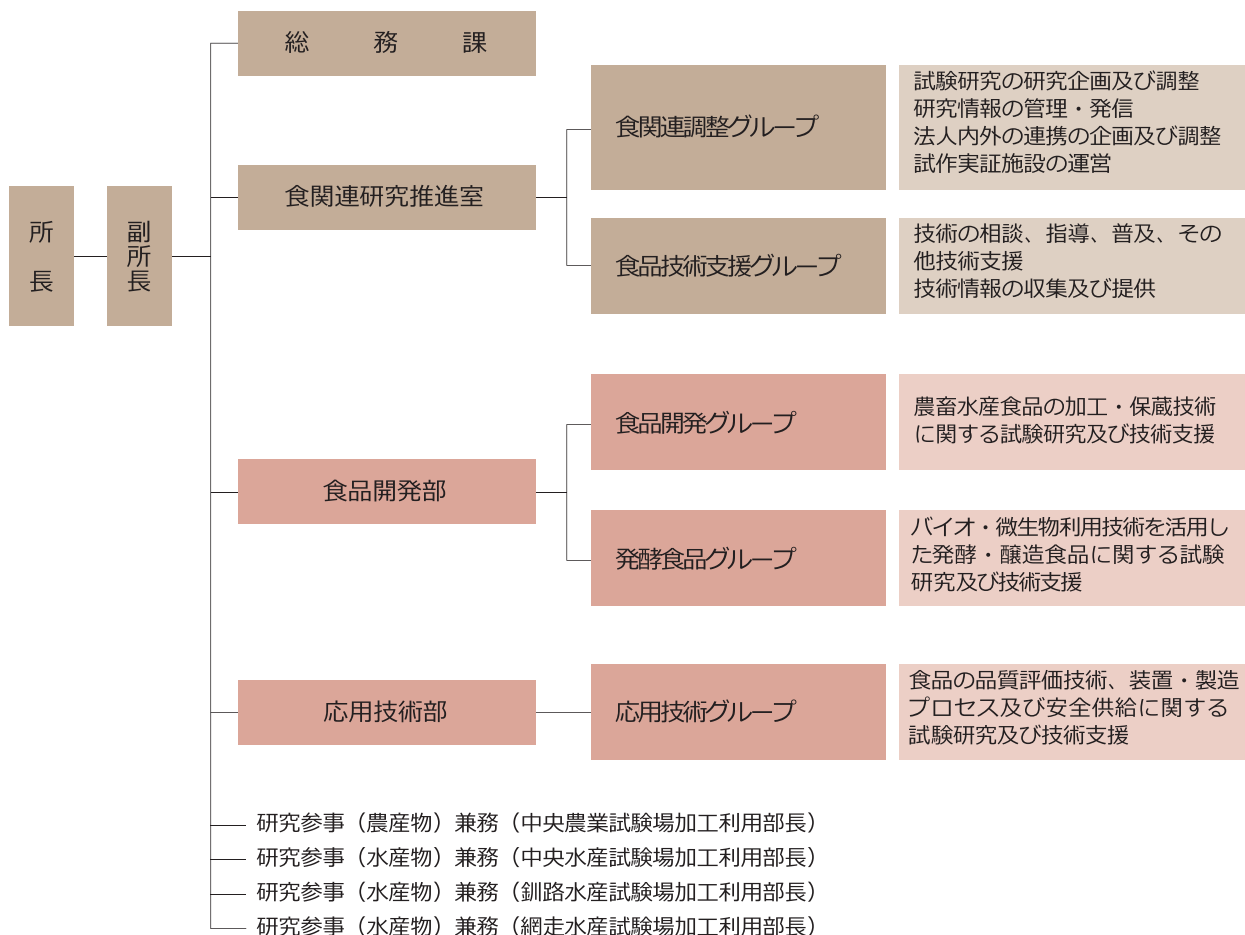 所長
副所長
総務課
食関連研究推進室
食関連調整グループ
試験研究の研究企画及び調整
研究情報の管理・発信
法人内外の連携の企画及び調整
試作実証施設の運営
食品技術支援グループ
技術の相談、指導、普及、その
他技術支援
技術情報の収集及び提供
食品開発部
食品開発グループ
農畜水産食品の加工・保蔵技術
に関する試験研究及び技術支援
発酵食品グループ
バイオ・微生物利用技術を活用し
た発酵・醸造食品に関する試験
研究及び技術支援
応用技術部
応用技術グループ
食品の品質評価技術、装置・製造
プロセス及び安全供給に関する
試験研究及び技術支援
研究参事（農産物）兼務（中央農業試験場加工利用部長）
研究参事（水産物）兼務（中央水産試験場加工利用部長）
研究参事（水産物）兼務（釧路水産試験場加工利用部長）
研究参事（水産物）兼務（網走水産試験場加工利用部長）